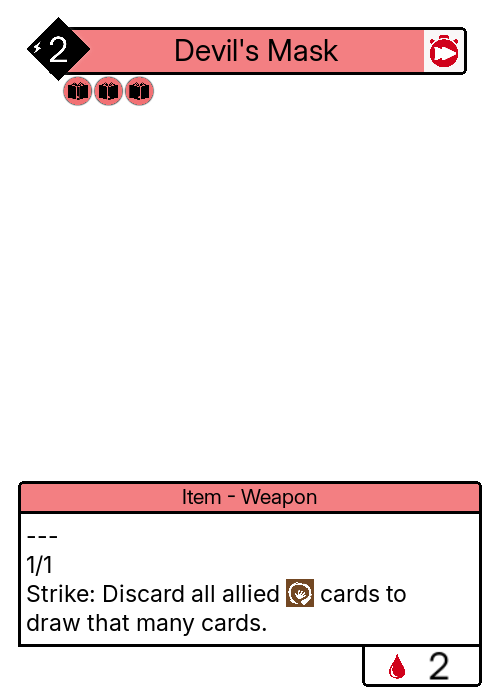 2
Devil's Mask
Item - Weapon
---
1/1
Strike: Discard all allied cards to
draw that many cards.
2